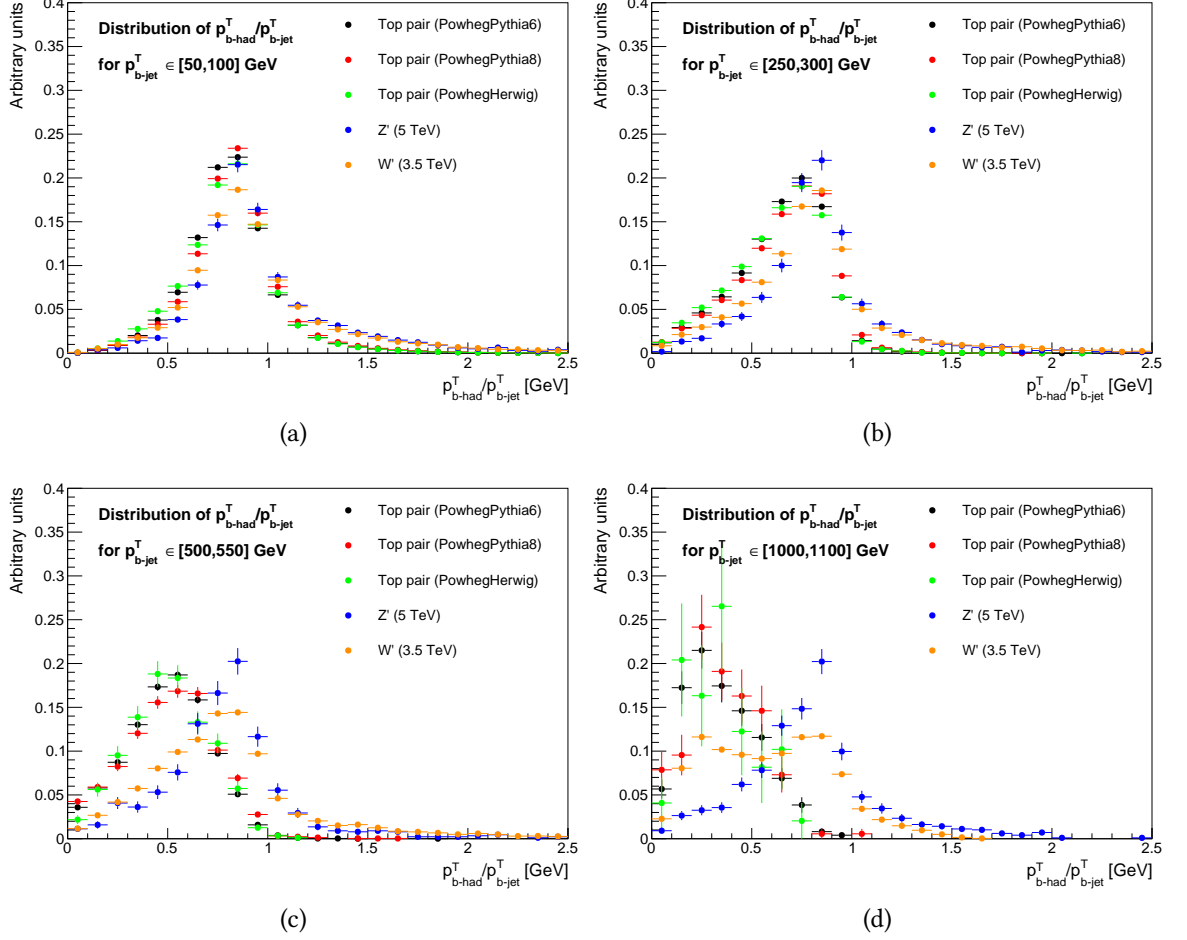 Arbitrary units
0.4
0.35
0.3
0.25
0.2
0.15
0.1
0.05
0
Distribution of p^T_b-had/p^T_b-jet
for p^T_b-jet ∈ [50,100] GeV
Top pair (PowhegPythia6)
Top pair (PowhegPythia8)
Top pair (PowhegHerwig)
Z' (5 TeV)
W' (3.5 TeV)
0 0.5 1 1.5 2 2.5
p^T_b-had/p^T_b-jet [GeV]
(a)
Arbitrary units
0.4
0.35
0.3
0.25
0.2
0.15
0.1
0.05
0
Distribution of p^T_b-had/p^T_b-jet
for p^T_b-jet ∈ [250,300] GeV
Top pair (PowhegPythia6)
Top pair (PowhegPythia8)
Top pair (PowhegHerwig)
Z' (5 TeV)
W' (3.5 TeV)
0 0.5 1 1.5 2 2.5
p^T_b-had/p^T_b-jet [GeV]
(b)
Arbitrary units
0.4
0.35
0.3
0.25
0.2
0.15
0.1
0.05
0
Distribution of p^T_b-had/p^T_b-jet
for p^T_b-jet ∈ [500,550] GeV
Top pair (PowhegPythia6)
Top pair (PowhegPythia8)
Top pair (PowhegHerwig)
Z' (5 TeV)
W' (3.5 TeV)
0 0.5 1 1.5 2 2.5
p^T_b-had/p^T_b-jet [GeV]
(c)
Arbitrary units
0.4
0.35
0.3
0.25
0.2
0.15
0.1
0.05
0
Distribution of p^T_b-had/p^T_b-jet
for p^T_b-jet ∈ [1000,1100] GeV
Top pair (PowhegPythia6)
Top pair (PowhegPythia8)
Top pair (PowhegHerwig)
Z' (5 TeV)
W' (3.5 TeV)
0 0.5 1 1.5 2 2.5
p^T_b-had/p^T_b-jet [GeV]
(d)